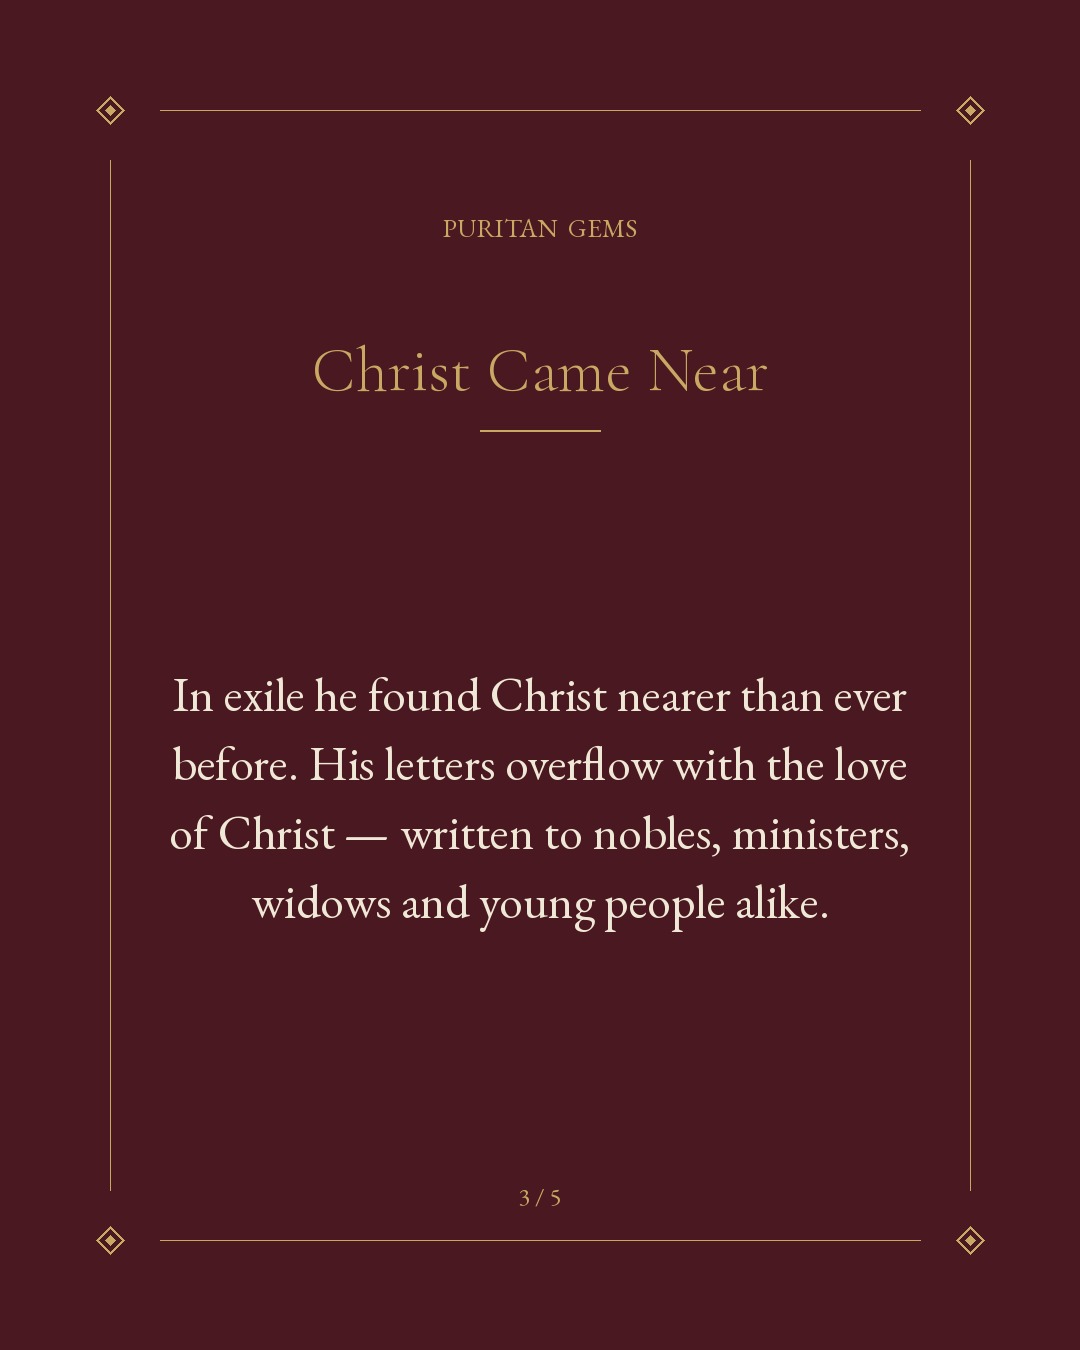 PURITAN GEMS
Christ Came Near
In exile he found Christ nearer than ever
before. His letters overflow with the love
of Christ — written to nobles, ministers,
widows and young people alike.
3 / 5